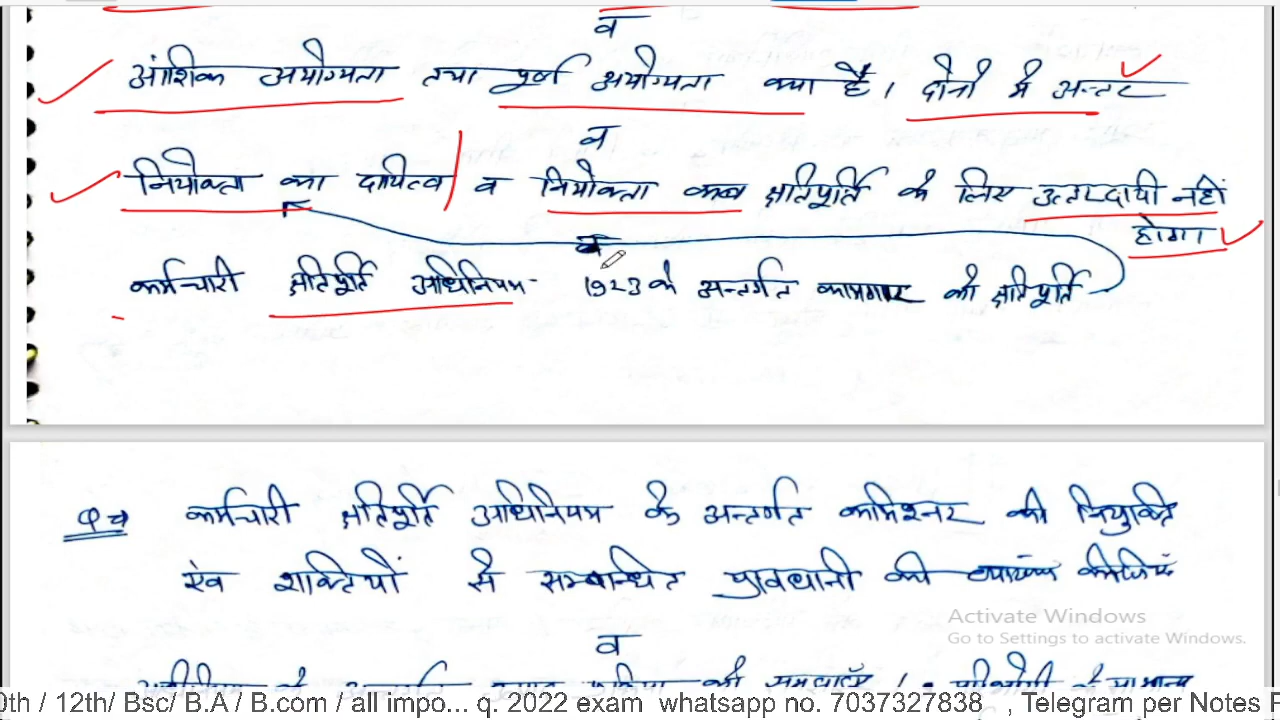 व
आंशिक अयोग्यता तथा पूर्ण अयोग्यता क्या है। दोनों में अन्तर
व
नियोक्ता का दायित्व / व नियोक्ता कब क्षतिपूर्ति के लिए उत्तरदायी नहीं
होगा
व
कर्मचारी क्षतिपूर्ति अधिनियम - 1923 के अन्तर्गत कामगार की क्षतिपूर्ति
कर्मचारी क्षतिपूर्ति अधिनियम के अन्तर्गत कमिश्नर की नियुक्ति
एंव शक्तियों से सम्बन्धित प्रावधानों की कीजिए
व
के अन्तर्गत की
Activate Windows
Go to Settings to activate Windows.
0th / 12th/ Bsc/ B.A / B.com / all impo... q. 2022 exam whatsapp no. 7037327838 , Telegram per Notes F